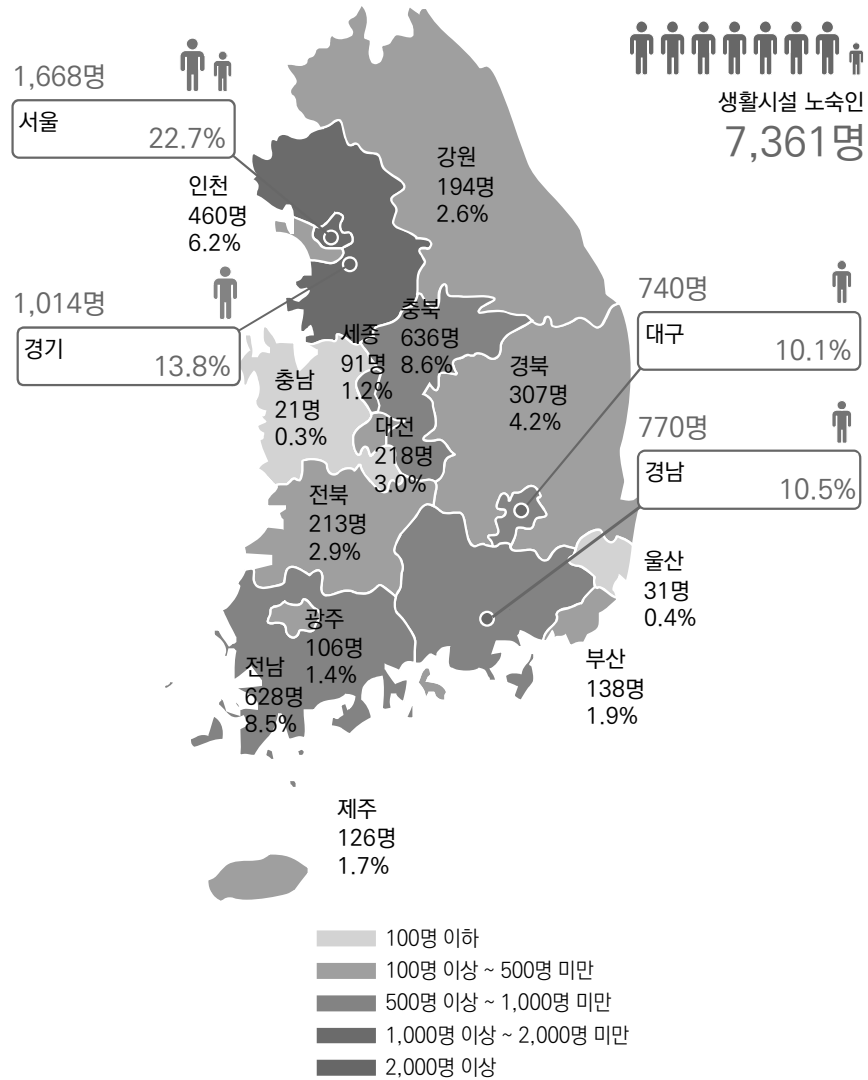 생활시설 노숙인
7,361명
1,668명
서울
22.7%
인천
460명
6.2%
강원
194명
2.6%
1,014명
경기
13.8%
740명
대구
10.1%
충북
636명
8.6%
세종
91명
1.2%
충남
21명
0.3%
경북
307명
4.2%
대전
218명
3.0%
770명
경남
10.5%
전북
213명
2.9%
울산
31명
0.4%
광주
106명
1.4%
전남
628명
8.5%
부산
138명
1.9%
제주
126명
1.7%
100명 이하
100명 이상 ~ 500명 미만
500명 이상 ~ 1,000명 미만
1,000명 이상 ~ 2,000명 미만
2,000명 이상